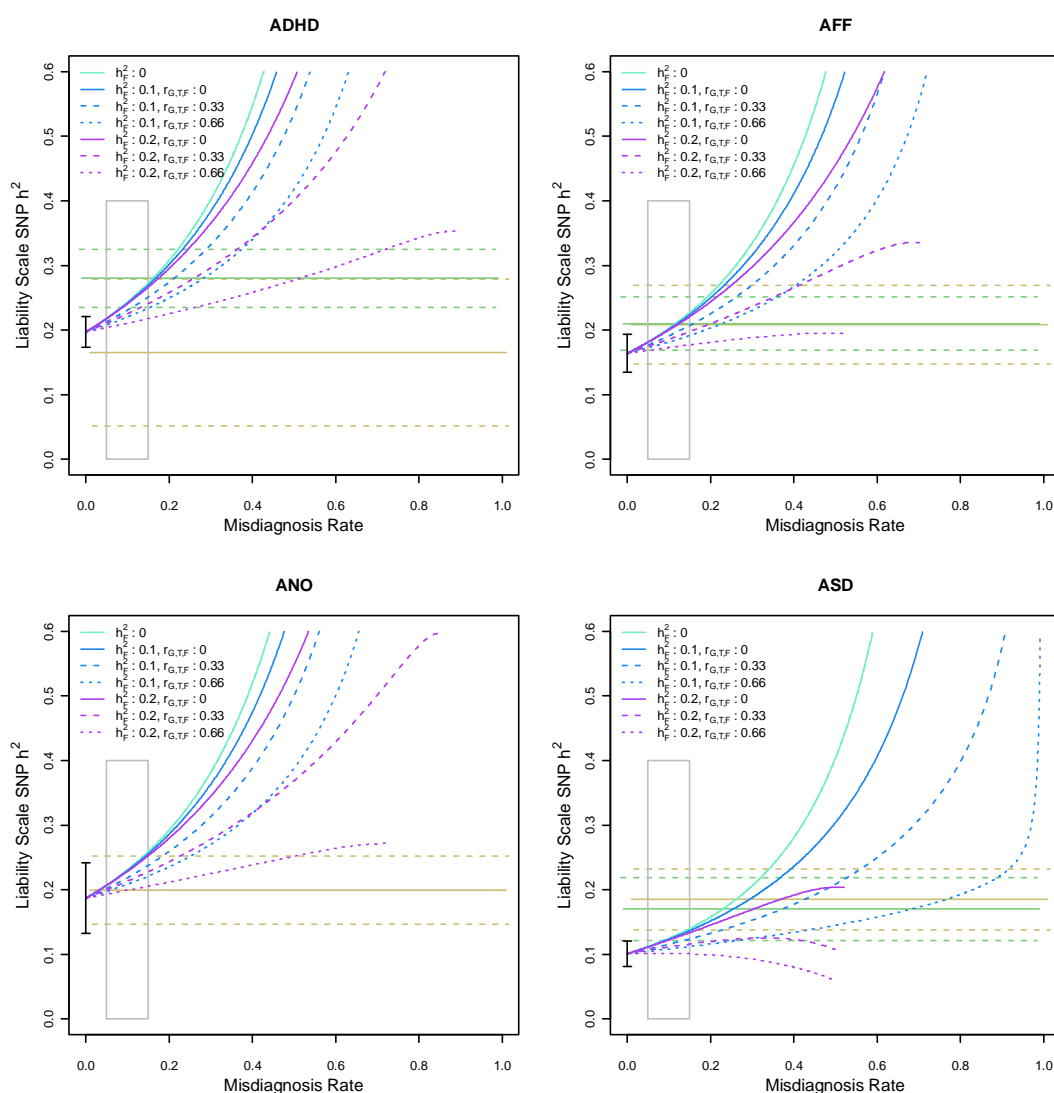 ADHD
Liability Scale SNP h²
0.6
0.5
0.4
0.3
0.2
0.1
0.0
h²F : 0
h²F : 0.1, rG,T,F : 0
h²F : 0.1, rG,T,F : 0.33
h²F : 0.1, rG,T,F : 0.66
h²F : 0.2, rG,T,F : 0
h²F : 0.2, rG,T,F : 0.33
h²F : 0.2, rG,T,F : 0.66
0.0 0.2 0.4 0.6 0.8 1.0
Misdiagnosis Rate
AFF
Liability Scale SNP h²
0.6
0.5
0.4
0.3
0.2
0.1
0.0
h²F : 0
h²F : 0.1, rG,T,F : 0
h²F : 0.1, rG,T,F : 0.33
h²F : 0.1, rG,T,F : 0.66
h²F : 0.2, rG,T,F : 0
h²F : 0.2, rG,T,F : 0.33
h²F : 0.2, rG,T,F : 0.66
0.0 0.2 0.4 0.6 0.8 1.0
Misdiagnosis Rate
ANO
Liability Scale SNP h²
0.6
0.5
0.4
0.3
0.2
0.1
0.0
h²F : 0
h²F : 0.1, rG,T,F : 0
h²F : 0.1, rG,T,F : 0.33
h²F : 0.1, rG,T,F : 0.66
h²F : 0.2, rG,T,F : 0
h²F : 0.2, rG,T,F : 0.33
h²F : 0.2, rG,T,F : 0.66
0.0 0.2 0.4 0.6 0.8 1.0
Misdiagnosis Rate
ASD
Liability Scale SNP h²
0.6
0.5
0.4
0.3
0.2
0.1
0.0
h²F : 0
h²F : 0.1, rG,T,F : 0
h²F : 0.1, rG,T,F : 0.33
h²F : 0.1, rG,T,F : 0.66
h²F : 0.2, rG,T,F : 0
h²F : 0.2, rG,T,F : 0.33
h²F : 0.2, rG,T,F : 0.66
0.0 0.2 0.4 0.6 0.8 1.0
Misdiagnosis Rate